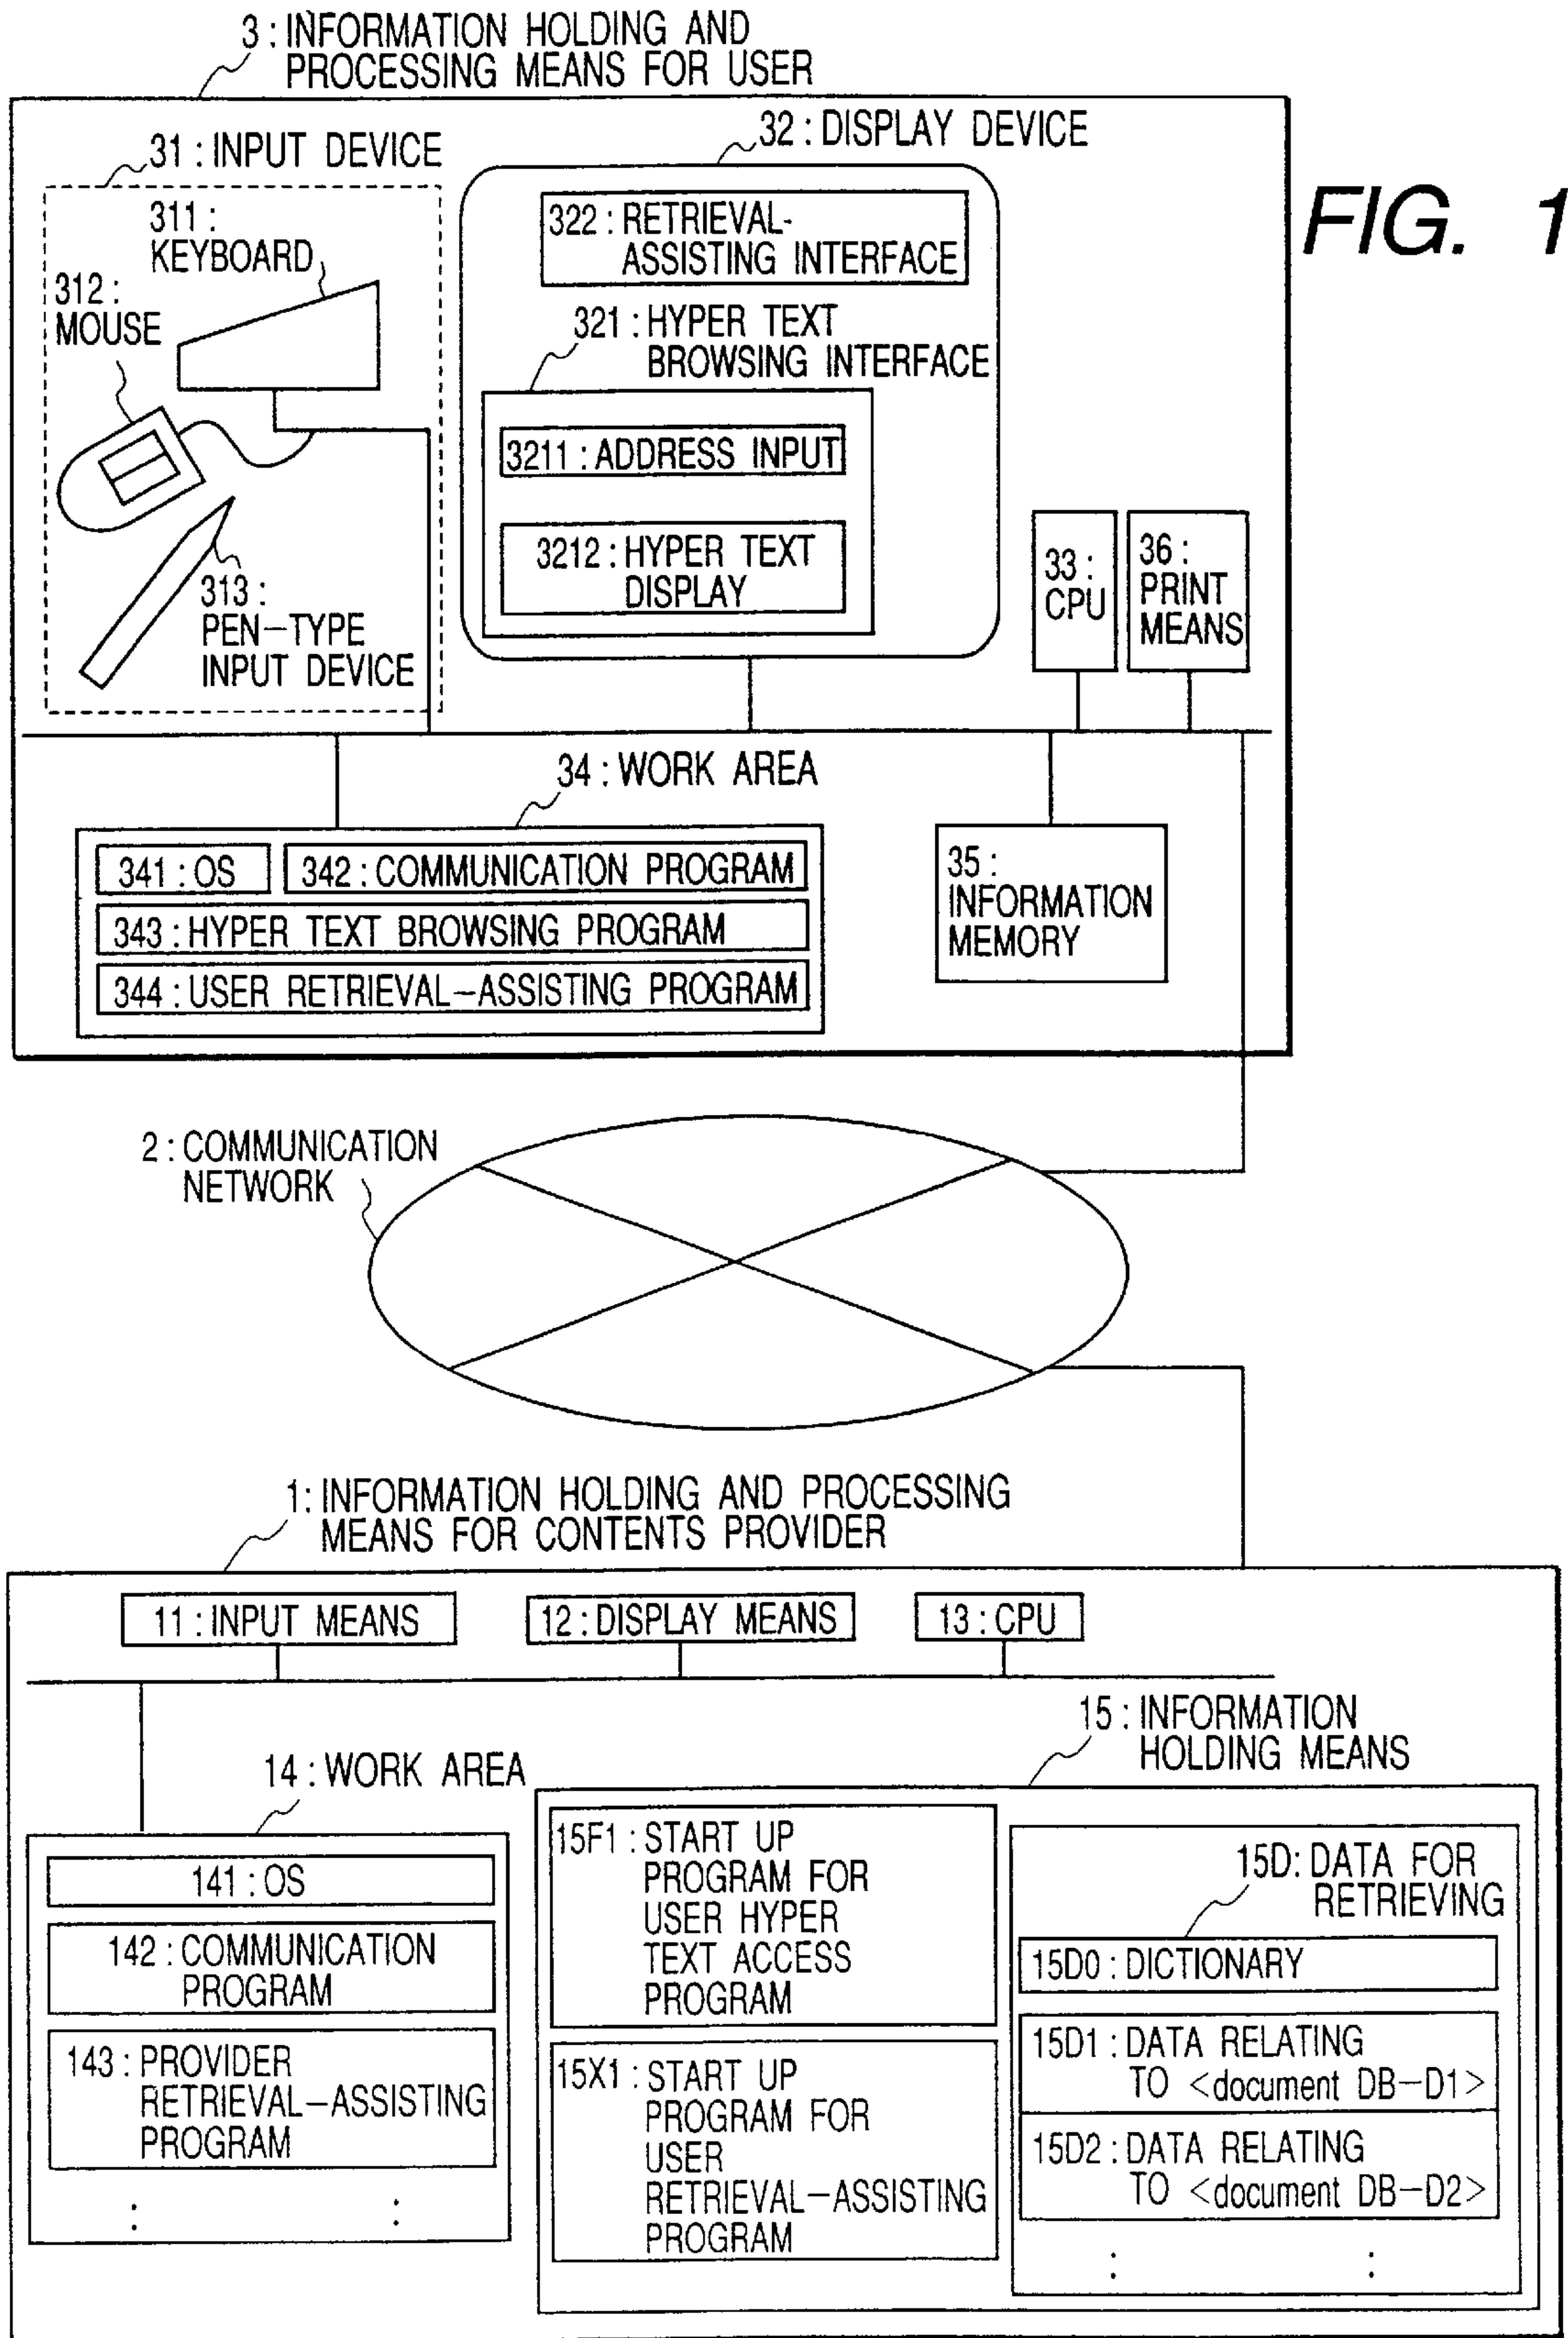 3 : INFORMATION HOLDING AND
PROCESSING MEANS FOR USER
31 : INPUT DEVICE
32 : DISPLAY DEVICE
FIG. 1
311 :
KEYBOARD
312 :
MOUSE
313 :
PEN-TYPE
INPUT DEVICE
322 : RETRIEVAL-
ASSISTING INTERFACE
321 : HYPER TEXT
BROWSING INTERFACE
3211 : ADDRESS INPUT
3212 : HYPER TEXT
DISPLAY
33 :
CPU
36 :
PRINT
MEANS
34 : WORK AREA
341 : OS
342 : COMMUNICATION PROGRAM
343 : HYPER TEXT BROWSING PROGRAM
344 : USER RETRIEVAL-ASSISTING PROGRAM
35 :
INFORMATION
MEMORY
2 : COMMUNICATION
NETWORK
1: INFORMATION HOLDING AND PROCESSING
MEANS FOR CONTENTS PROVIDER
11 : INPUT MEANS
12 : DISPLAY MEANS
13 : CPU
14 : WORK AREA
141 : OS
142 : COMMUNICATION
PROGRAM
143 : PROVIDER
RETRIEVAL-ASSISTING
PROGRAM
: :
15 : INFORMATION
HOLDING MEANS
15F1 : START UP
PROGRAM FOR
USER HYPER
TEXT ACCESS
PROGRAM
15X1 : START UP
PROGRAM FOR
USER
RETRIEVAL-ASSISTING
PROGRAM
15D: DATA FOR
RETRIEVING
15D0 : DICTIONARY
15D1 : DATA RELATING
TO <document DB-D1>
15D2 : DATA RELATING
TO <document DB-D2>
: :